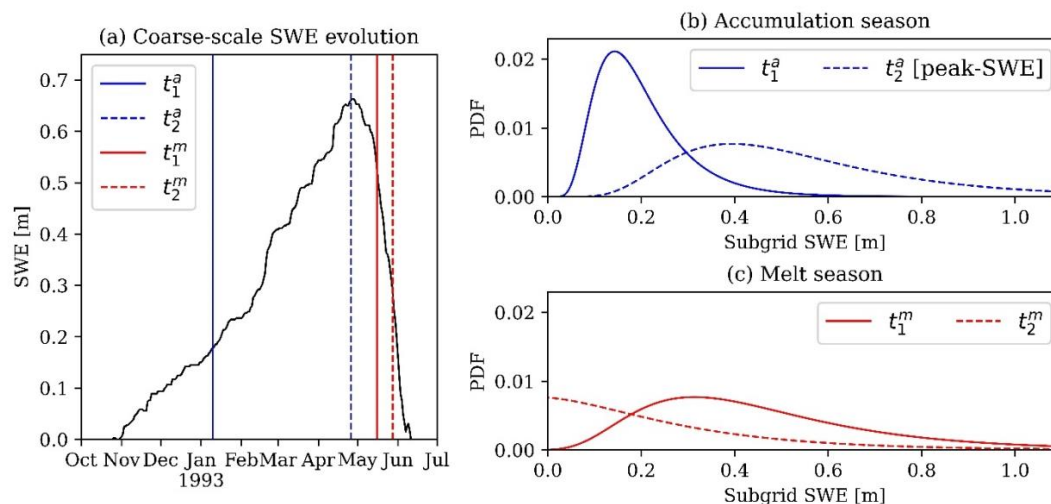 (a) Coarse-scale SWE evolution
SWE [m]
0.7
0.6
0.5
0.4
0.3
0.2
0.1
0.0
t₁ᵃ
t₂ᵃ
t₁ᵐ
t₂ᵐ
Oct Nov Dec Jan Feb Mar Apr May Jun Jul
1993
(b) Accumulation season
PDF
0.02
0.01
0.00
t₁ᵃ t₂ᵃ [peak-SWE]
0.0 0.2 0.4 0.6 0.8 1.0
Subgrid SWE [m]
(c) Melt season
PDF
0.02
0.01
0.00
t₁ᵐ t₂ᵐ
0.0 0.2 0.4 0.6 0.8 1.0
Subgrid SWE [m]